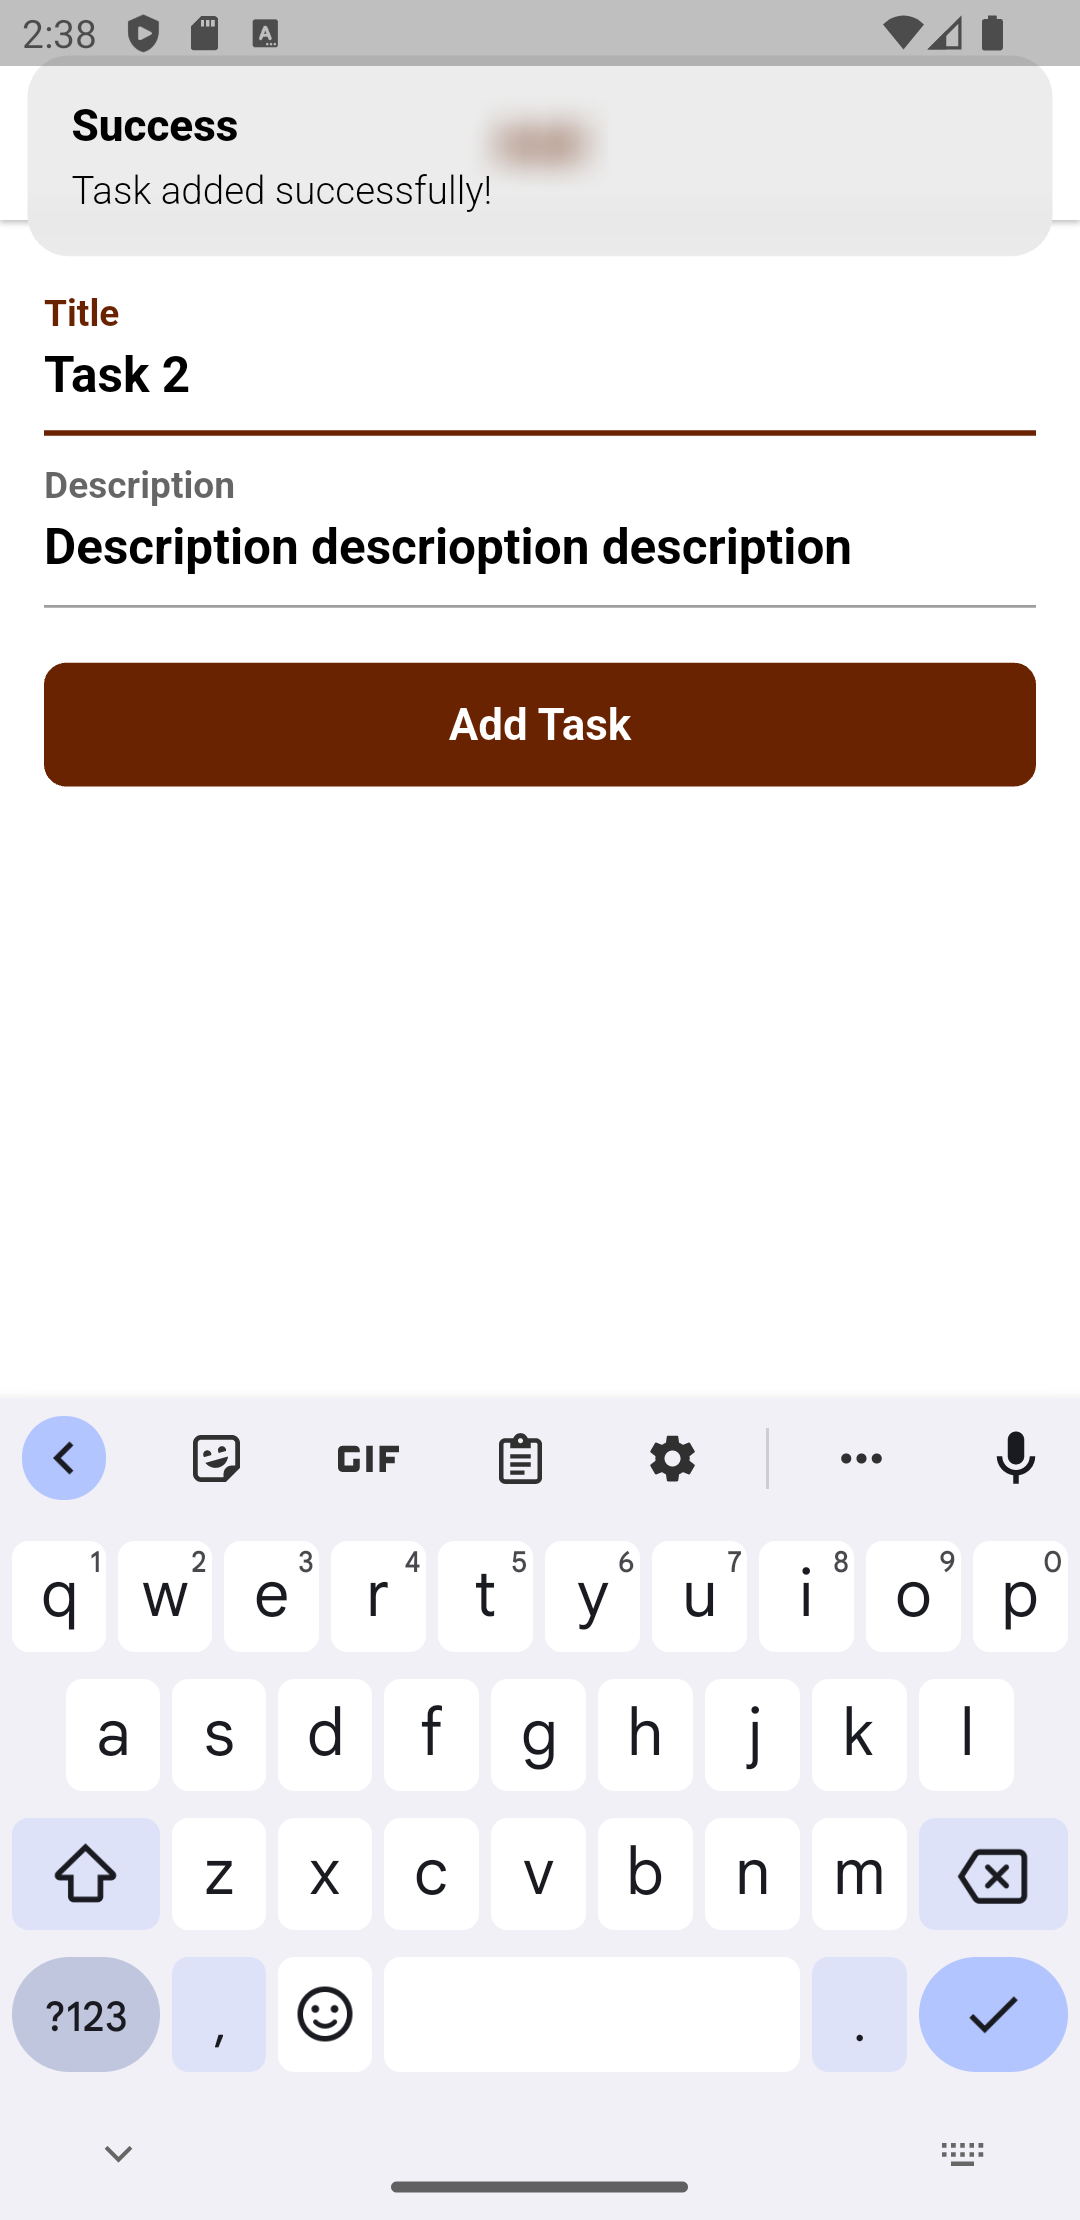 2:38
Success
Task added successfully!
Title
Task 2
Description
Description descrioption description
Add Task
GIF
q 1 w 2 e 3 r 4 t 5 y 6 u 7 i 8 o 9 p 0
a s d f g h j k l
z x c v b n m
?123 , .